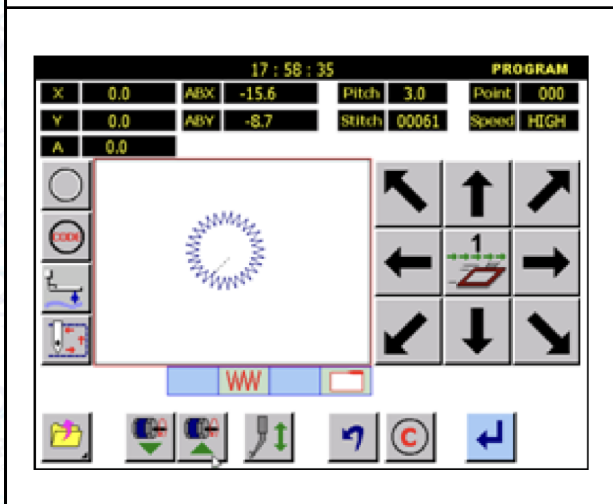 17 : 58 : 35 PROGRAM
X 0.0 ABX -15.6 Pitch 3.0 Point 000
Y 0.0 ABY -8.7 Stitch 00061 Speed HIGH
A 0.0
CODE
1
WW
C